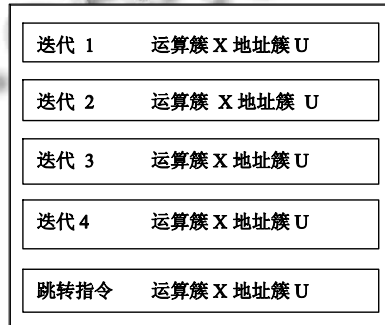 迭代 1 运算簇 X 地址簇 U
迭代 2 运算簇 X 地址簇 U
迭代 3 运算簇 X 地址簇 U
迭代 4 运算簇 X 地址簇 U
跳转指令 运算簇 X 地址簇 U